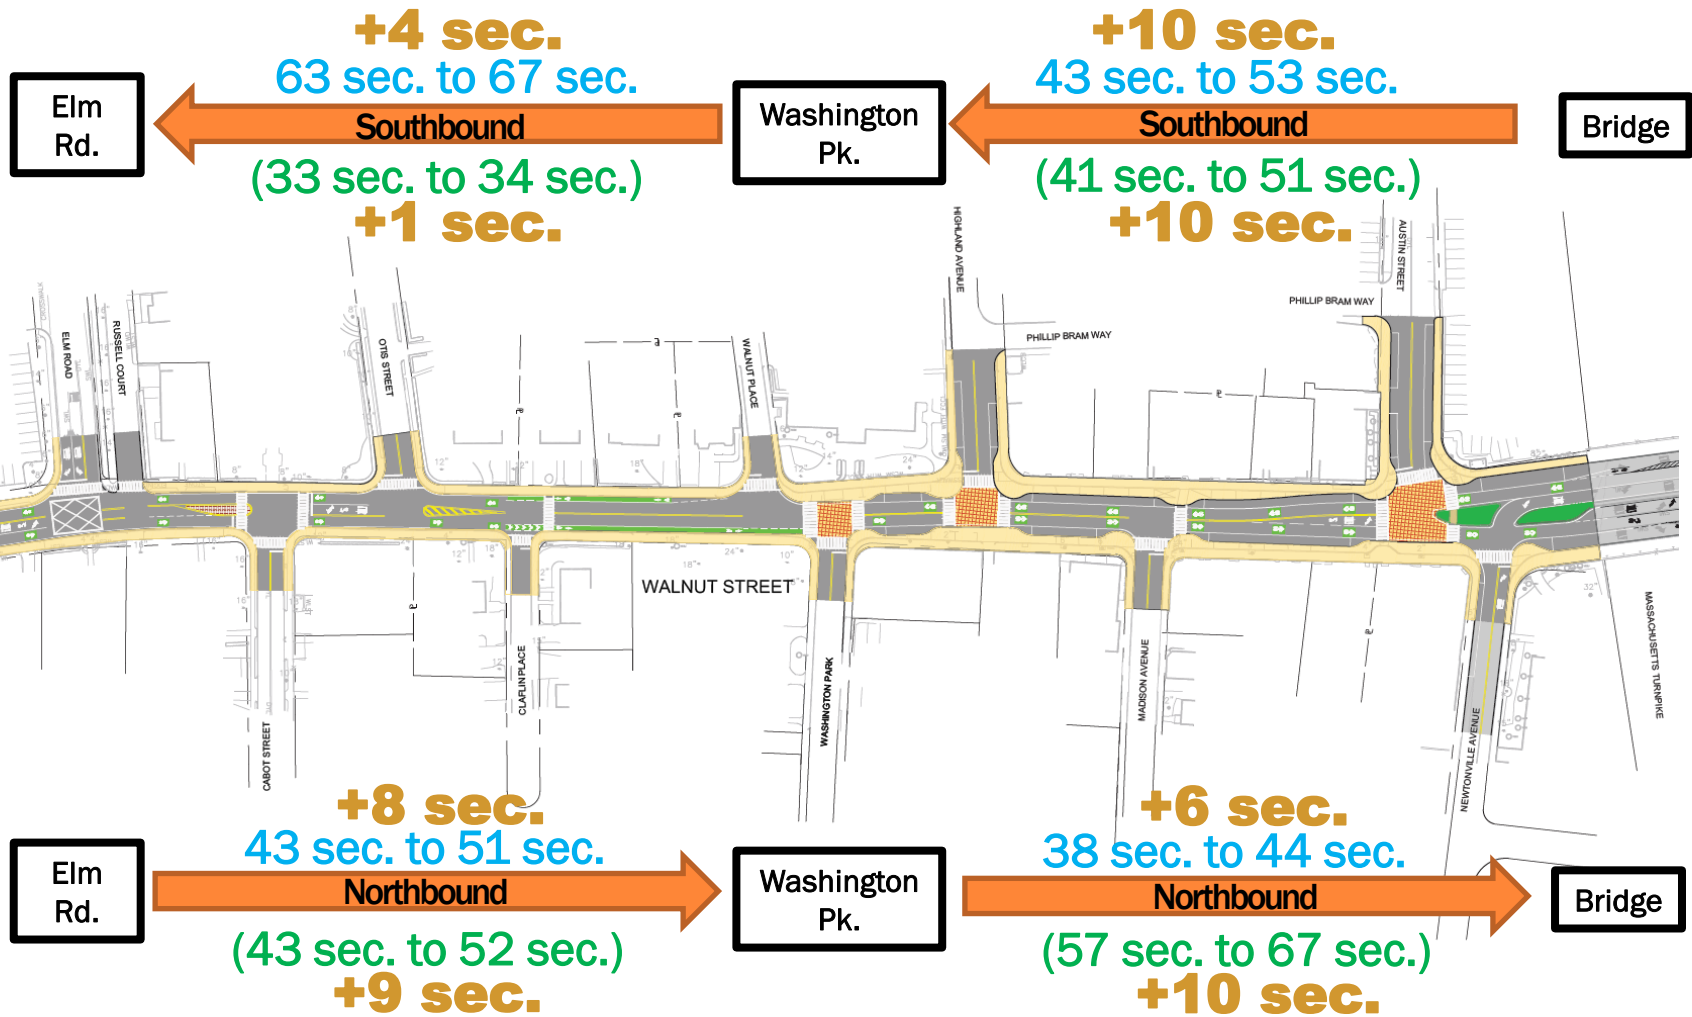 +4 sec.
63 sec. to 67 sec.
Southbound
(33 sec. to 34 sec.)
+1 sec.
+10 sec.
43 sec. to 53 sec.
Southbound
(41 sec. to 51 sec.)
+10 sec.
Elm
Rd.
Washington
Pk.
Bridge
ELM ROAD
RUSSELL COURT
OTIS STREET
WALNUT PLACE
HIGHLAND AVENUE
PHILLIP BRAM WAY
PHILLIP BRAM WAY
AUSTIN STREET
WALNUT STREET
CABOT STREET
CLAFLIN PLACE
WASHINGTON PARK
MADISON AVENUE
NEWTONVILLE AVENUE
MASSACHUSETTS TURNPIKE
+8 sec.
43 sec. to 51 sec.
Northbound
(43 sec. to 52 sec.)
+9 sec.
+6 sec.
38 sec. to 44 sec.
Northbound
(57 sec. to 67 sec.)
+10 sec.
Elm
Rd.
Washington
Pk.
Bridge